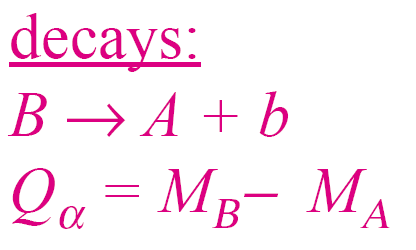 decays:
B → A + b
Qα = MB– MA